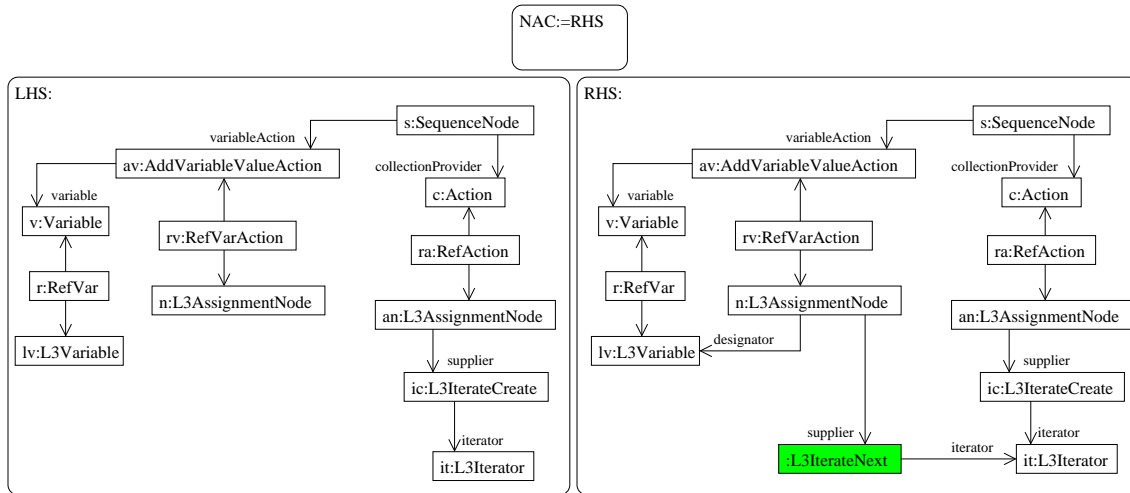 NAC:=RHS
LHS:
s:SequenceNode
variableAction
av:AddVariableValueAction
collectionProvider
variable
c:Action
v:Variable
rv:RefVarAction
ra:RefAction
r:RefVar
n:L3AssignmentNode
an:L3AssignmentNode
lv:L3Variable
supplier
ic:L3IterateCreate
iterator
it:L3Iterator
RHS:
s:SequenceNode
variableAction
av:AddVariableValueAction
collectionProvider
variable
c:Action
v:Variable
rv:RefVarAction
ra:RefAction
r:RefVar
n:L3AssignmentNode
an:L3AssignmentNode
designator
lv:L3Variable
supplier
ic:L3IterateCreate
supplier
iterator
iterator
:L3IterateNext
it:L3Iterator